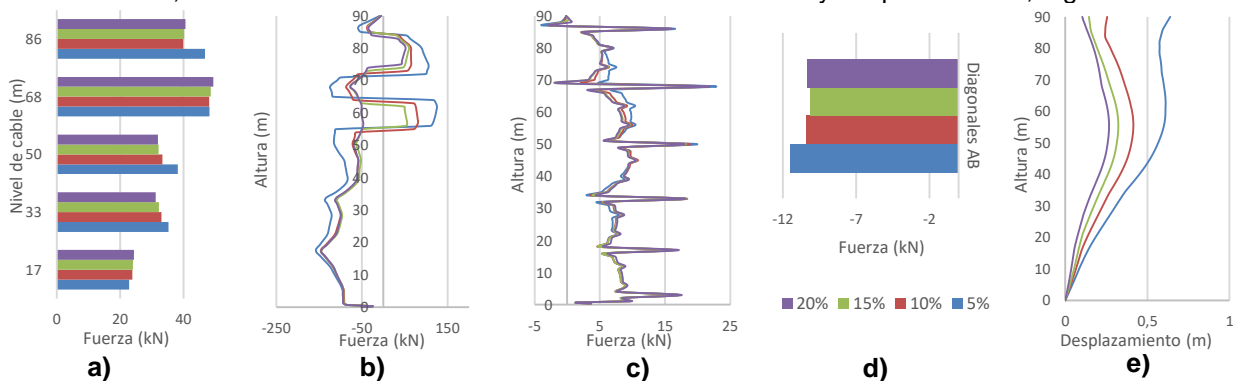 Nivel de cable (m)
86
68
50
33
17
0 20 40
Fuerza (kN)
a)
Altura (m)
90
80
70
60
50
40
30
20
10
0
-250 -50 150
Fuerza (kN)
b)
Altura (m)
90
80
70
60
50
40
30
20
10
0
-5 5 15 25
Fuerza (kN)
c)
Diagonales AB
-12 -7 -2
Fuerza (kN)
20% 15% 10% 5%
d)
Altura (m)
90
80
70
60
50
40
30
20
10
0
0 0,5 1
Desplazamiento (m)
e)